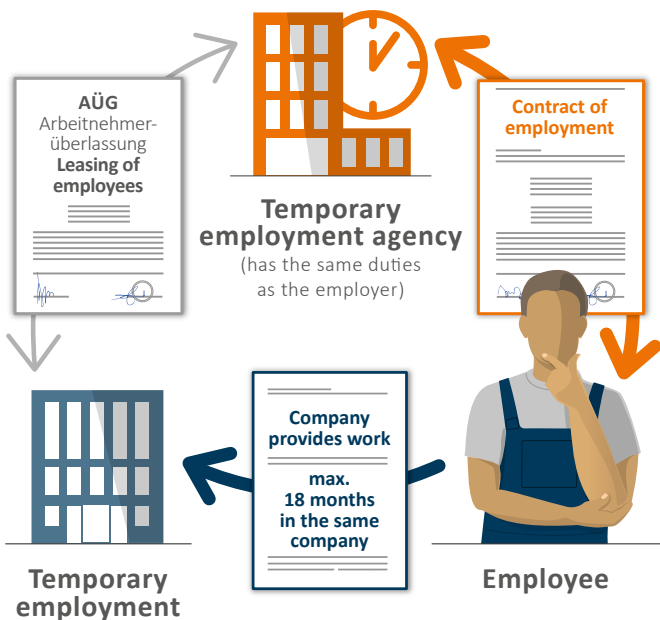 AÜG
Arbeitnehmer-
überlassung
Leasing of
employees
Contract of
employment
Temporary
employment agency
(has the same duties
as the employer)
Company
provides work
max.
18 months
in the same
company
Temporary
employment
Employee